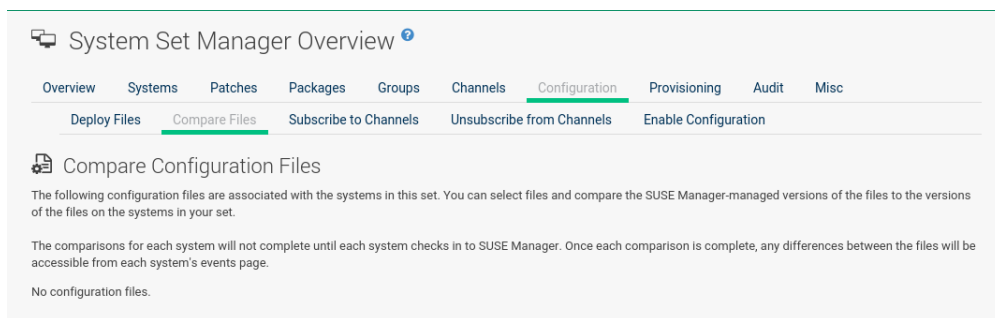 System Set Manager Overview ?
Overview Systems Patches Packages Groups Channels Configuration Provisioning Audit Misc
Deploy Files Compare Files Subscribe to Channels Unsubscribe from Channels Enable Configuration
Compare Configuration Files
The following configuration files are associated with the systems in this set. You can select files and compare the SUSE Manager-managed versions of the files to the versions
of the files on the systems in your set.
The comparisons for each system will not complete until each system checks in to SUSE Manager. Once each comparison is complete, any differences between the files will be
accessible from each system's events page.
No configuration files.